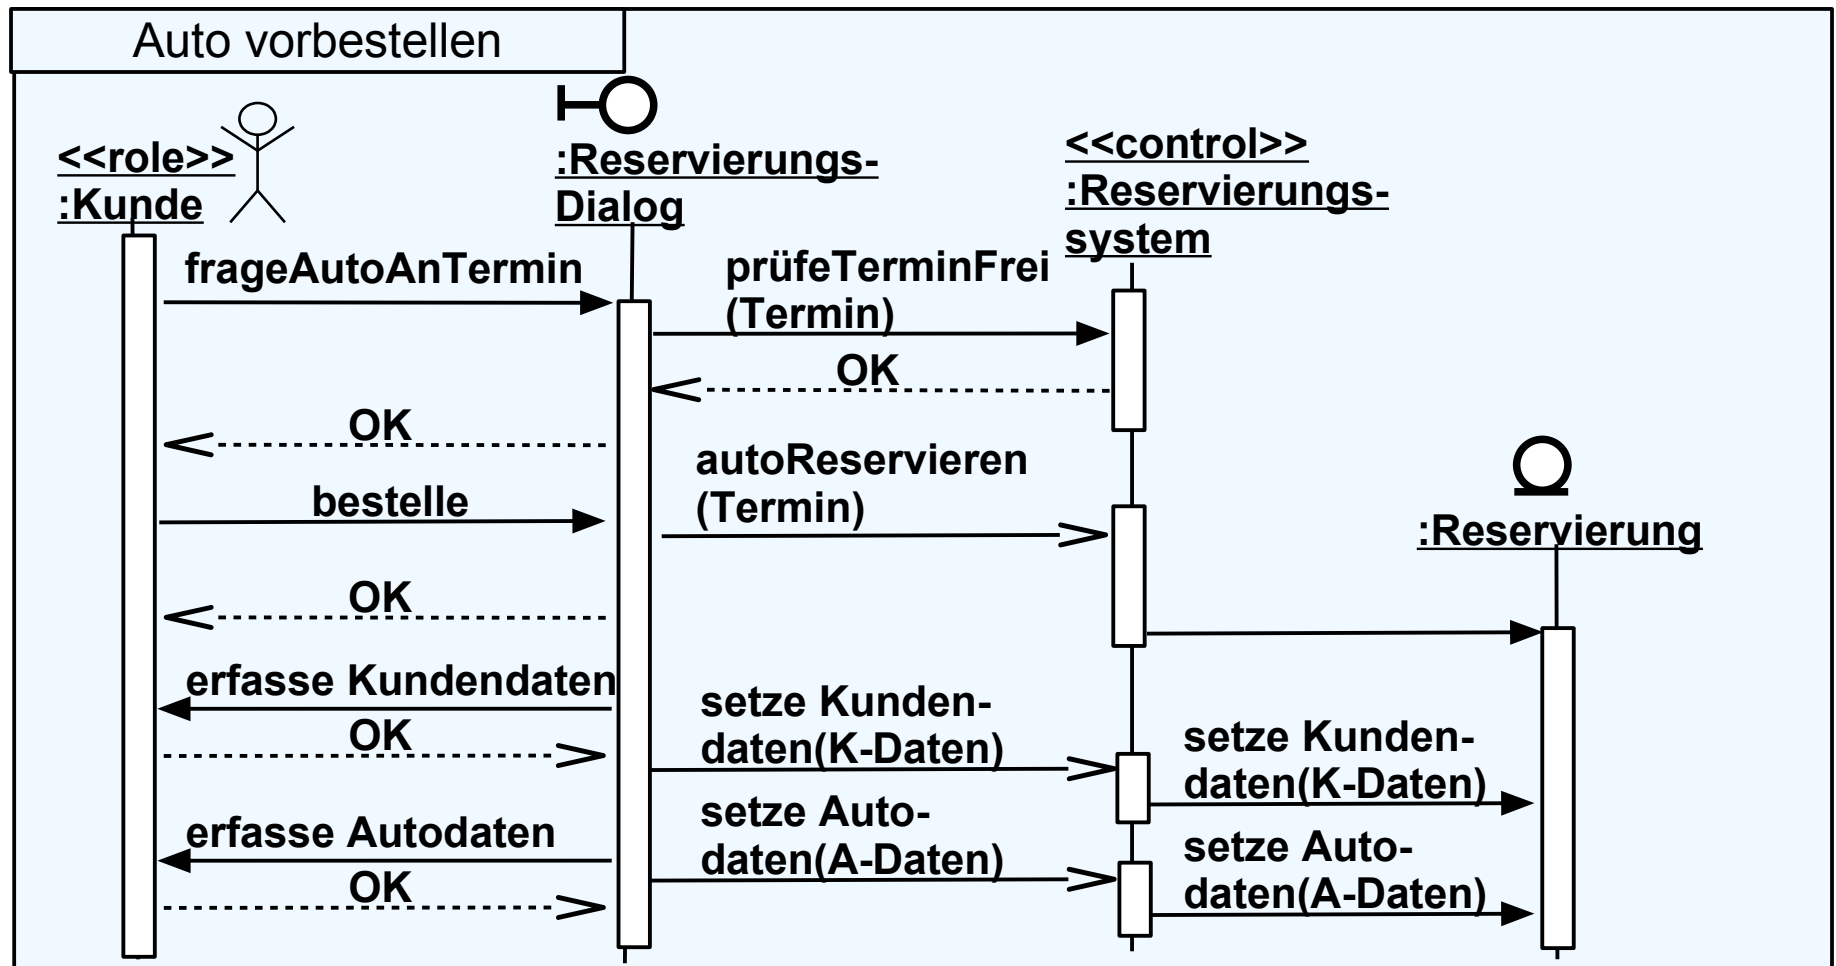 Auto vorbestellen
<<role>>
:Kunde
:Reservierungs-
Dialog
<<control>>
:Reservierungs-
system
frageAutoAnTermin
prüfeTerminFrei
(Termin)
OK
OK
autoReservieren
(Termin)
bestelle
:Reservierung
OK
erfasse Kundendaten
OK
setze Kunden-
daten(K-Daten)
setze Kunden-
daten(K-Daten)
erfasse Autodaten
OK
setze Auto-
daten(A-Daten)
setze Auto-
daten(A-Daten)